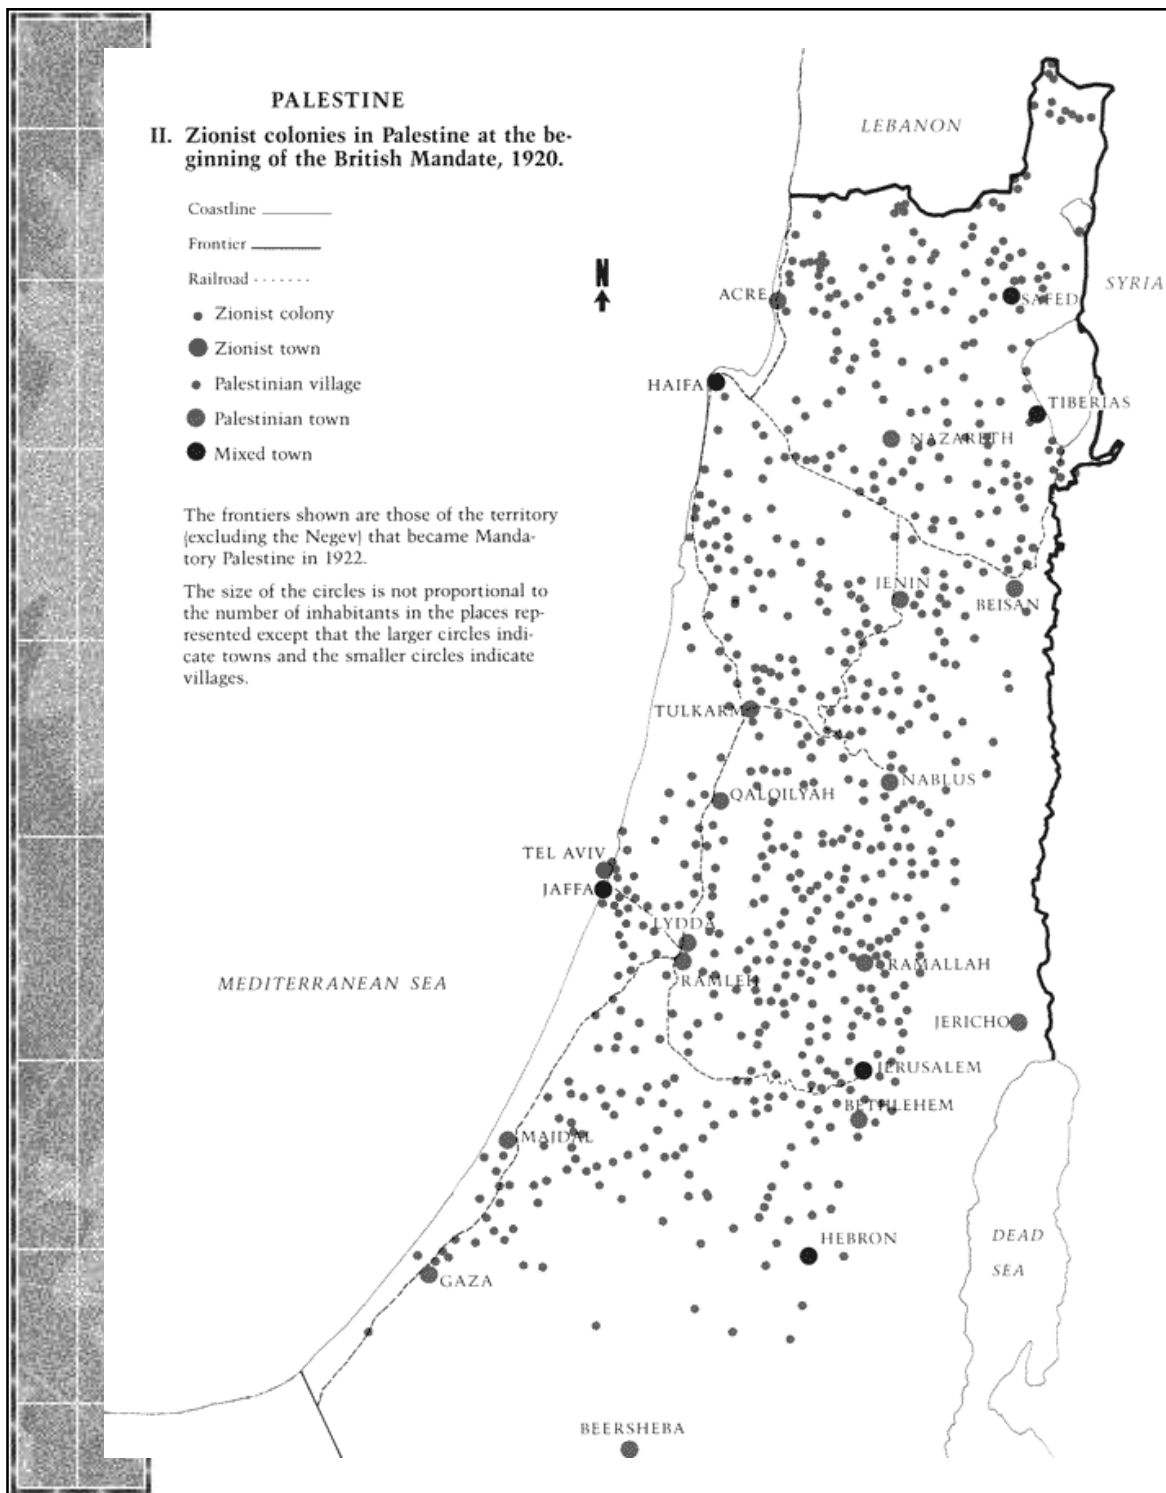 PALESTINE
II. Zionist colonies in Palestine at the be-
ginning of the British Mandate, 1920.
Coastline
Frontier
Railroad
N
Zionist colony
Zionist town
Palestinian village
Palestinian town
Mixed town
The frontiers shown are those of the territory
(excluding the Negev) that became Manda-
tory Palestine in 1922.
The size of the circles is not proportional to
the number of inhabitants in the places rep-
resented except that the larger circles indi-
cate towns and the smaller circles indicate
villages.
LEBANON
SYRIA
ACRE
SAFED
HAIFA
TIBERIAS
NAZARETH
JENIN
BEISAN
TULKARM
NABLUS
QALQILYAH
TEL AVIV
JAFFA
LYDDA
RAMALLAH
RAMLEH
MEDITERRANEAN SEA
JERICHO
JERUSALEM
BETHLEHEM
MAJDAL
HEBRON
DEAD
SEA
GAZA
BEERSHEBA